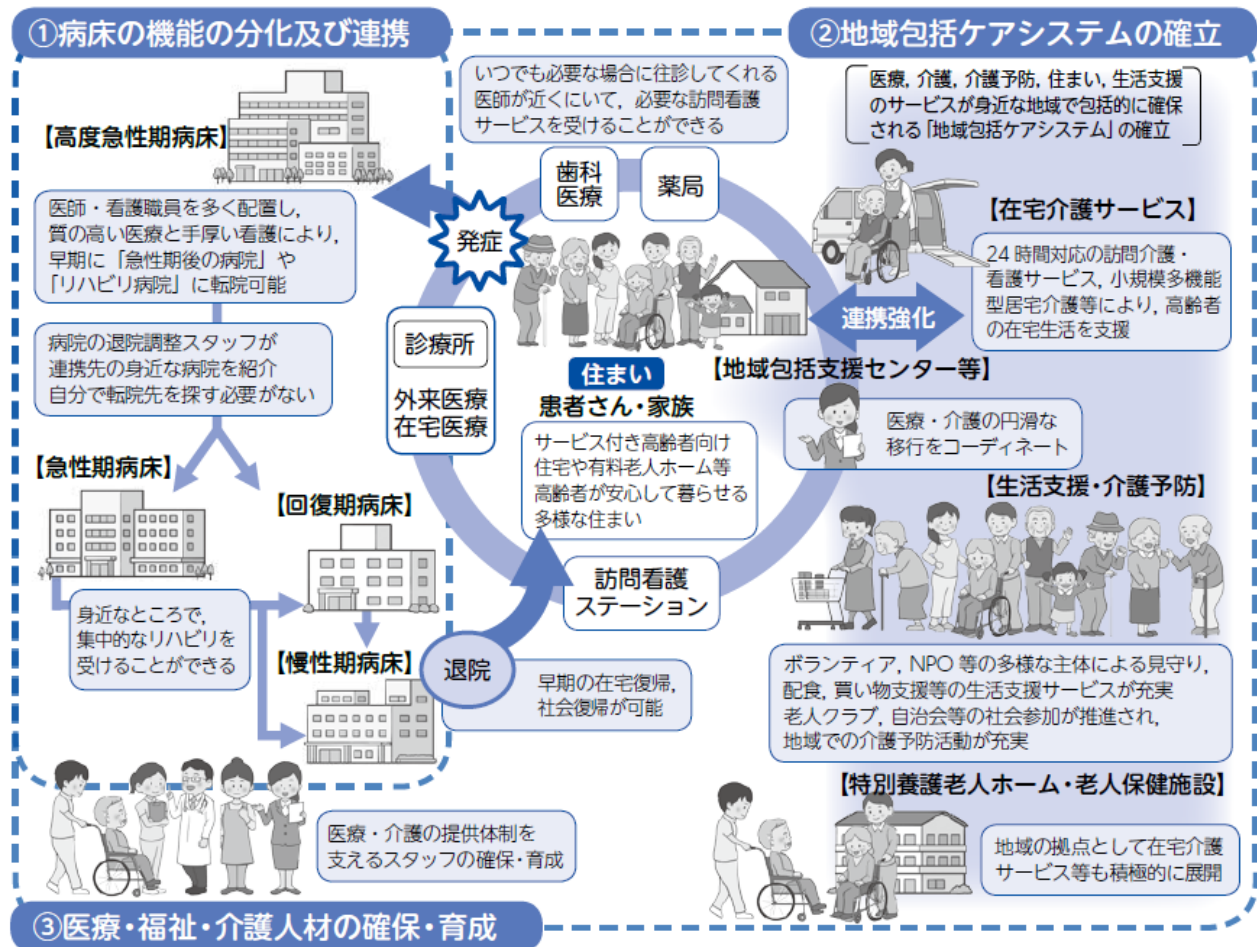 ①病床の機能の分化及び連携
【高度急性期病床】
医師・看護職員を多く配置し,
質の高い医療と手厚い看護により,
早期に「急性期後の病院」や
「リハビリ病院」に転院可能
病院の退院調整スタッフが
連携先の身近な病院を紹介
自分で転院先を探す必要がない
【急性期病床】
【回復期病床】
身近なところで,
集中的なリハビリを
受けることができる
【慢性期病床】
退院
早期の在宅復帰,
社会復帰が可能
いつでも必要な場合に往診してくれる
医師が近くにいて, 必要な訪問看護
サービスを受けることができる
歯科
医療
薬局
発症
診療所
外来医療
在宅医療
住まい
患者さん・家族
サービス付き高齢者向け
住宅や有料老人ホーム等
高齢者が安心して暮らせる
多様な住まい
訪問看護
ステーション
②地域包括ケアシステムの確立
医療, 介護, 介護予防, 住まい, 生活支援
のサービスが身近な地域で包括的に確保
される「地域包括ケアシステム」の確立
【在宅介護サービス】
24時間対応の訪問介護・
看護サービス, 小規模多機能
型居宅介護等により, 高齢者
の在宅生活を支援
連携強化
【地域包括支援センター等】
医療・介護の円滑な
移行をコーディネート
【生活支援・介護予防】
ボランティア, NPO等の多様な主体による見守り,
配食, 買い物支援等の生活支援サービスが充実
老人クラブ, 自治会等の社会参加が推進され,
地域での介護予防活動が充実
【特別養護老人ホーム・老人保健施設】
地域の拠点として在宅介護
サービス等も積極的に展開
医療・介護の提供体制を
支えるスタッフの確保・育成
③医療・福祉・介護人材の確保・育成